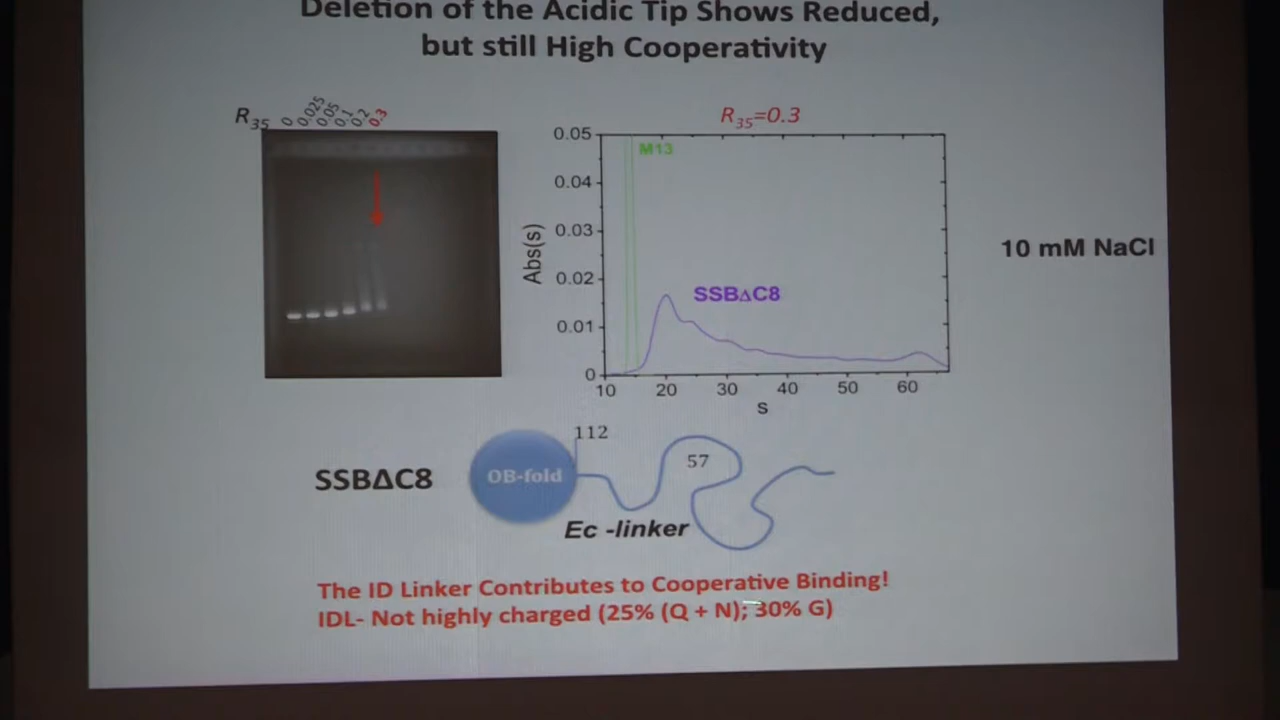 Deletion of the Acidic Tip Shows Reduced,
but still High Cooperativity
R35 0 0.025 0.05 0.1 0.2 0.3
R35=0.3
0.05
0.04
0.03
0.02
0.01
0
Abs(s)
M13
SSBΔC8
10 20 30 40 50 60
s
10 mM NaCl
SSBΔC8
OB-fold
112
57
Ec -linker
The ID Linker Contributes to Cooperative Binding!
IDL- Not highly charged (25% (Q + N); 30% G)